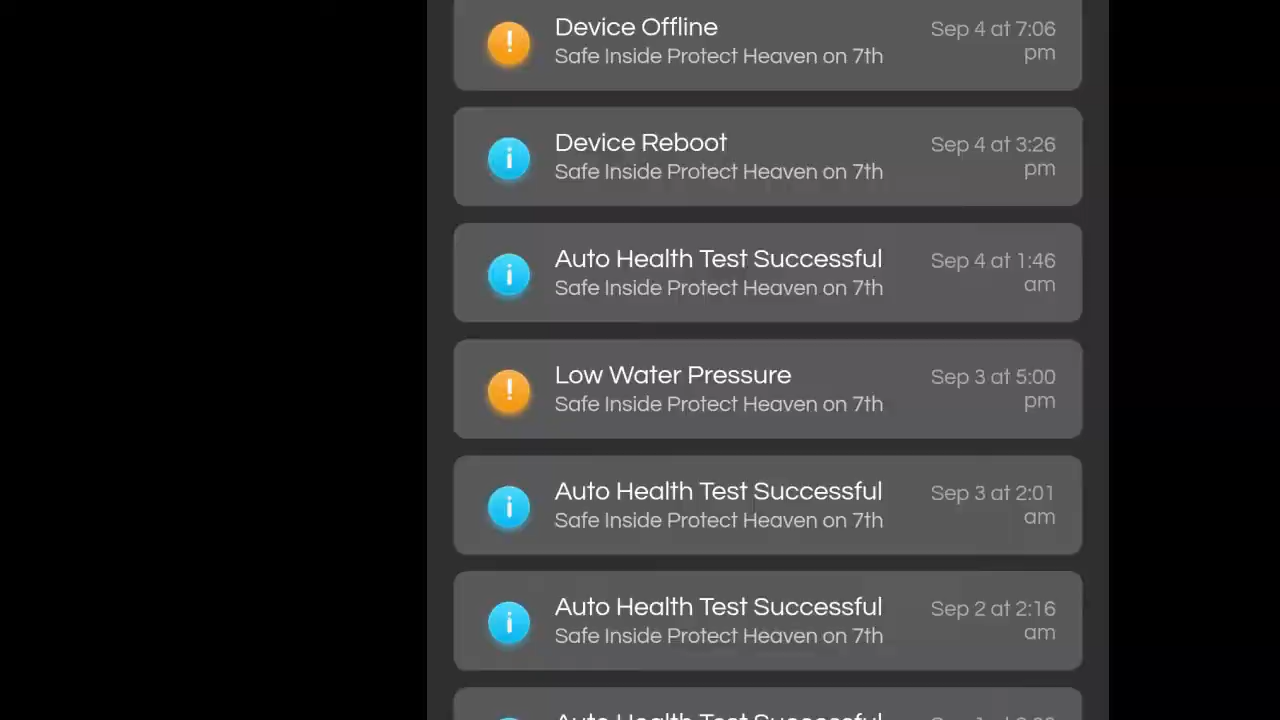 Device Offline
Sep 4 at 7:06
pm
Safe Inside Protect Heaven on 7th
Device Reboot
Sep 4 at 3:26
pm
Safe Inside Protect Heaven on 7th
Auto Health Test Successful
Sep 4 at 1:46
am
Safe Inside Protect Heaven on 7th
Low Water Pressure
Sep 3 at 5:00
pm
Safe Inside Protect Heaven on 7th
Auto Health Test Successful
Sep 3 at 2:01
am
Safe Inside Protect Heaven on 7th
Auto Health Test Successful
Sep 2 at 2:16
am
Safe Inside Protect Heaven on 7th
Auto Health Test Successful